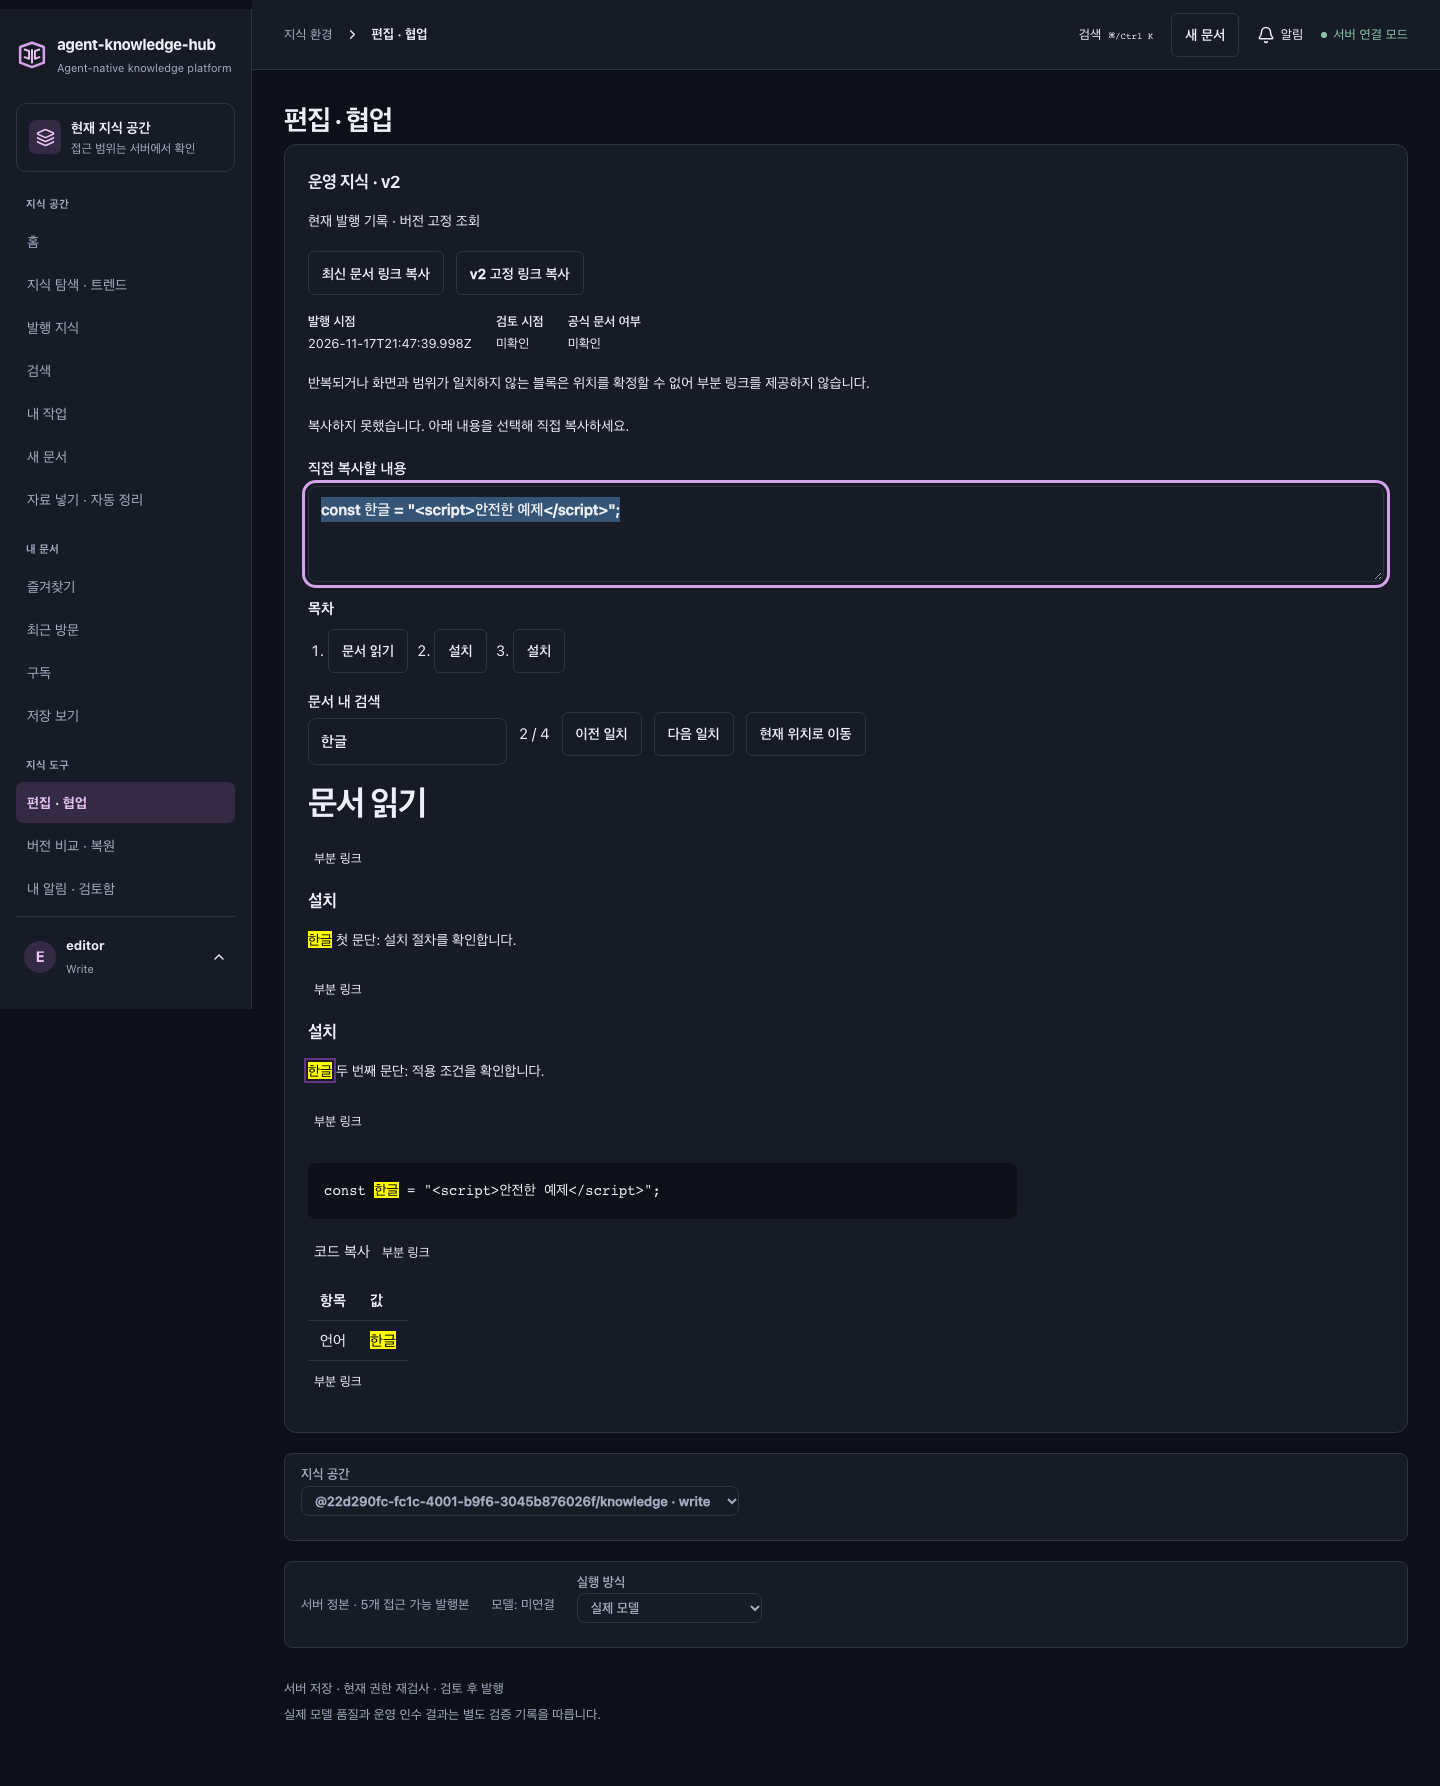 agent-knowledge-hub
Agent-native knowledge platform
현재 지식 공간
접근 범위는 서버에서 확인
지식 공간
홈
지식 탐색 · 트렌드
발행 지식
검색
내 작업
새 문서
자료 넣기 · 자동 정리
내 문서
즐겨찾기
최근 방문
구독
저장 보기
지식 도구
편집 · 협업
버전 비교 · 복원
내 알림 · 검토함
E
editor
Write
지식 환경 편집 · 협업
검색 ⌘/Ctrl K 새 문서 알림 서버 연결 모드
편집 · 협업
운영 지식 · v2
현재 발행 기록 · 버전 고정 조회
최신 문서 링크 복사 v2 고정 링크 복사
발행 시점 검토 시점 공식 문서 여부
2026-11-17T21:47:39.998Z 미확인 미확인
반복되거나 화면과 범위가 일치하지 않는 블록은 위치를 확정할 수 없어 부분 링크를 제공하지 않습니다.
복사하지 못했습니다. 아래 내용을 선택해 직접 복사하세요.
직접 복사할 내용
const 한글 = "<script>안전한 예제</script>";
목차
1. 문서 읽기 2. 설치 3. 설치
문서 내 검색
한글 2 / 4 이전 일치 다음 일치 현재 위치로 이동
문서 읽기
부분 링크
설치
한글 첫 문단: 설치 절차를 확인합니다.
부분 링크
설치
한글 두 번째 문단: 적용 조건을 확인합니다.
부분 링크
const 한글 = "<script>안전한 예제</script>";
코드 복사 부분 링크
항목 값
언어 한글
부분 링크
지식 공간
@22d290fc-fc1c-4001-b9f6-3045b876026f/knowledge · write
실행 방식
서버 정본 · 5개 접근 가능 발행본 모델: 미연결 실제 모델
서버 저장 · 현재 권한 재검사 · 검토 후 발행
실제 모델 품질과 운영 인수 결과는 별도 검증 기록을 따릅니다.